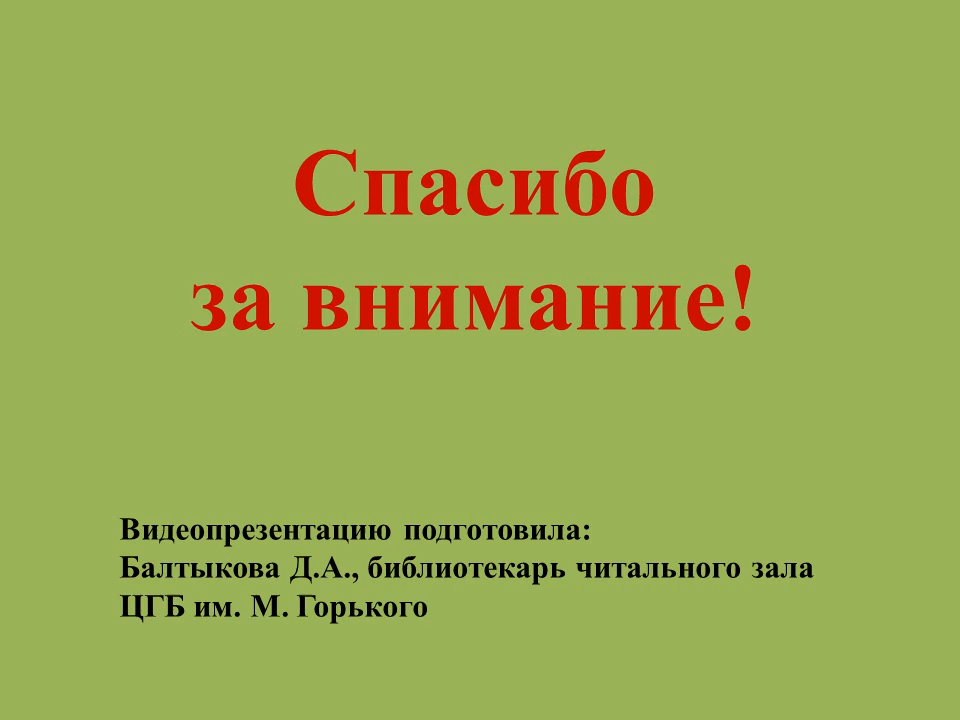 Спасибо
за внимание!
Видеопрезентацию подготовила:
Балтыкова Д.А., библиотекарь читального зала
ЦГБ им. М. Горького